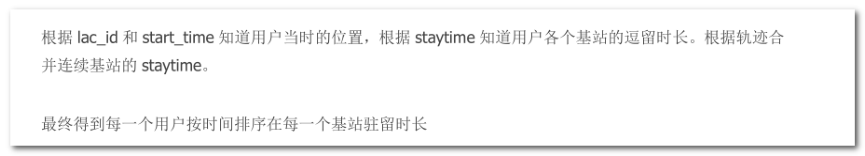 根据 lac_id 和 start_time 知道用户当时的位置，根据 staytime 知道用户各个基站的逗留时长。根据轨迹合
并连续基站的 staytime。
最终得到每一个用户按时间排序在每一个基站驻留时长